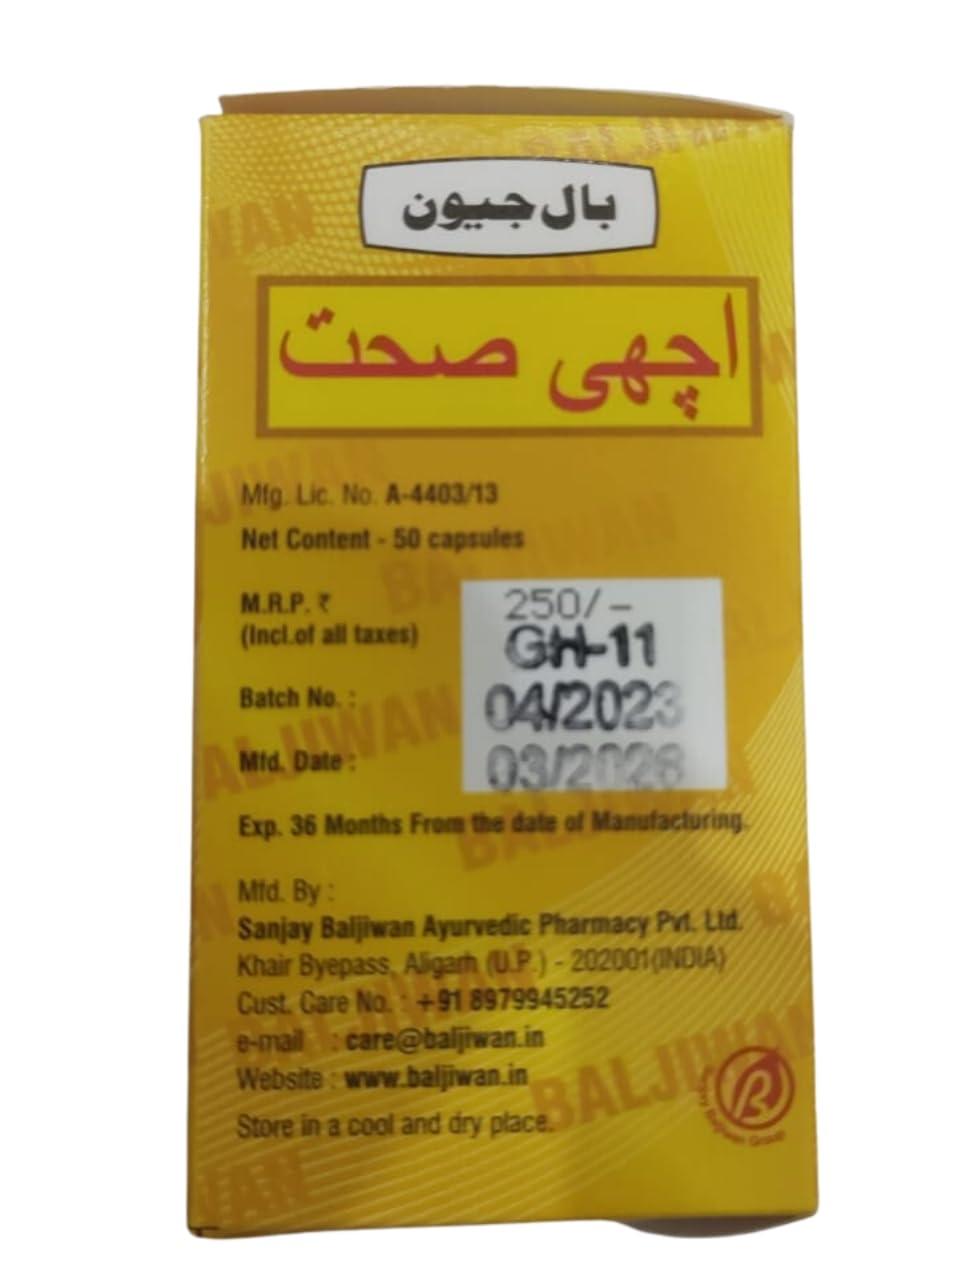 بال جیون
اچھی صحت
Mfg. Lic. No. A-4403/13
Net Content - 50 capsules
M.R.P. ₹ 250/-
(Incl.of all taxes) GH-11
Batch No. : 04/2023
Mfd. Date : 03/2026
Exp. 36 Months From the date of Manufacturing.
Mfd. By :
Sanjay Baljiwan Ayurvedic Pharmacy Pvt. Ltd.
Khair Byepass, Aligarh (U.P.) - 202001(INDIA)
Cust. Care No. : +91 8979945252
e-mail : care@baljiwan.in
Website : www.baljiwan.in
Store in a cool and dry place.